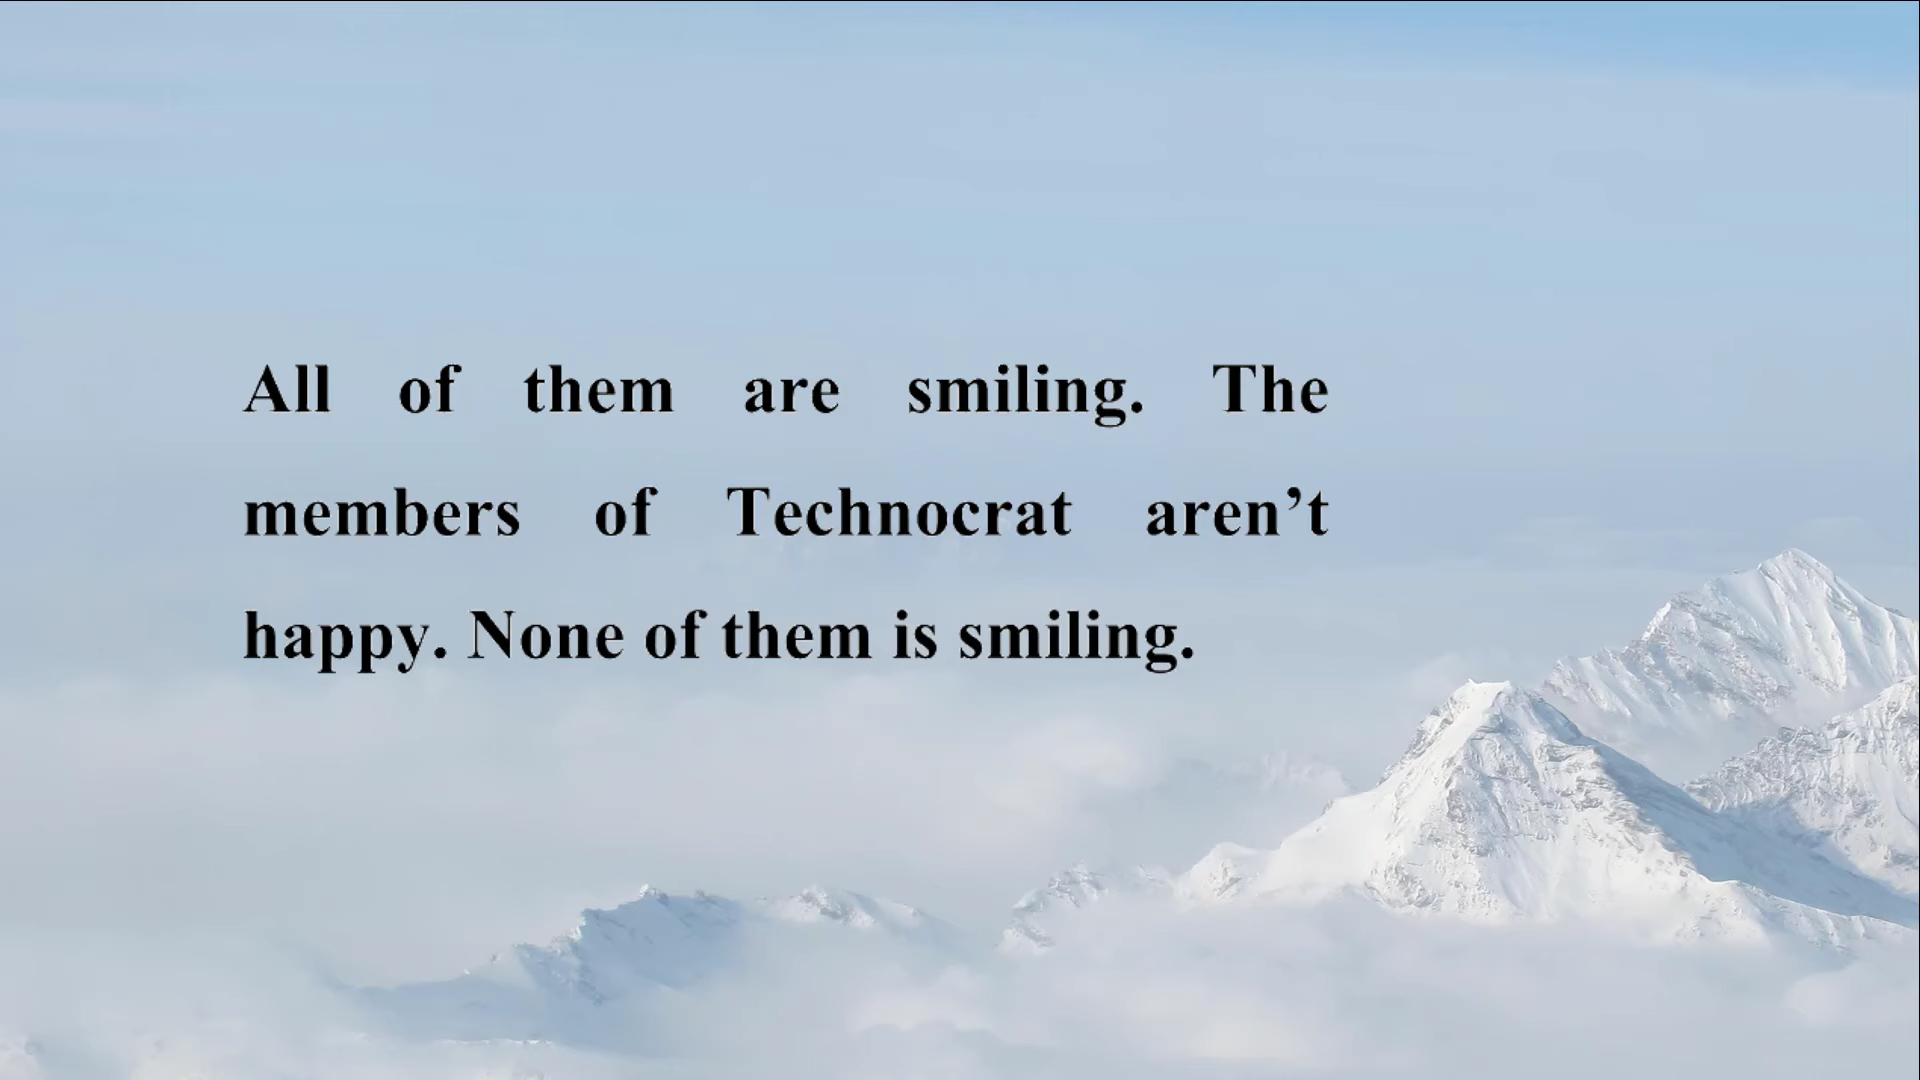 All of them are smiling. The
members of Technocrat aren’t
happy. None of them is smiling.